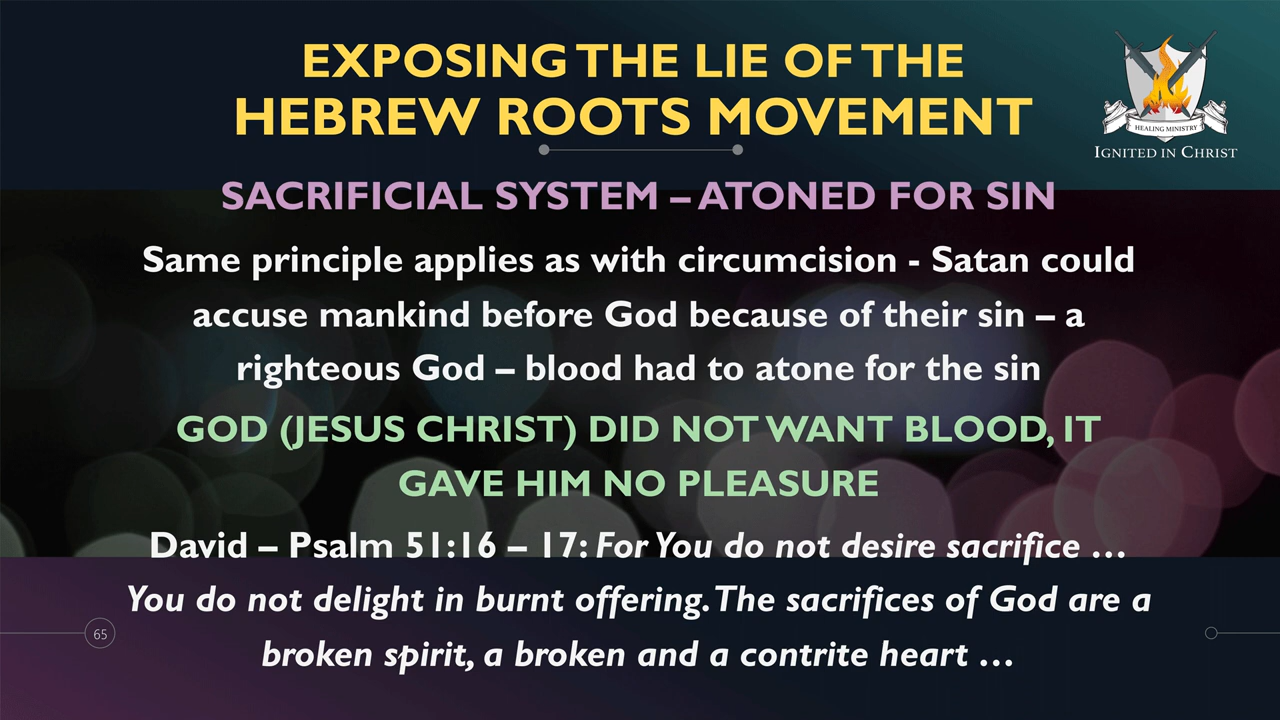 EXPOSING THE LIE OF THE
HEBREW ROOTS MOVEMENT
HEALING MINISTRY
IGNITED IN CHRIST
SACRIFICIAL SYSTEM – ATONED FOR SIN
Same principle applies as with circumcision - Satan could
accuse mankind before God because of their sin – a
righteous God – blood had to atone for the sin
GOD (JESUS CHRIST) DID NOT WANT BLOOD, IT
GAVE HIM NO PLEASURE
David – Psalm 51:16 – 17: For You do not desire sacrifice …
You do not delight in burnt offering. The sacrifices of God are a
broken spirit, a broken and a contrite heart …
65